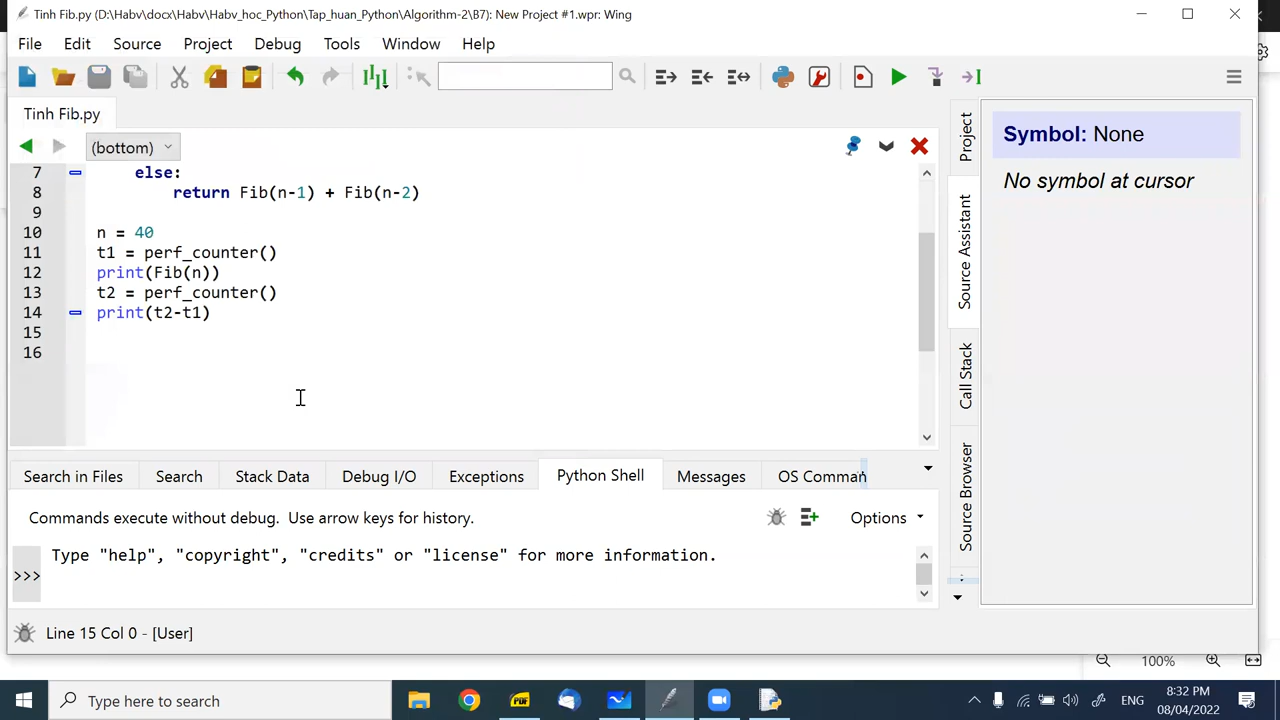 Tinh Fib.py (D:\Habv\docx\Habv\Habv_hoc_Python\Tap_huan_Python\Algorithm-2\B7): New Project #1.wpr: Wing
File Edit Source Project Debug Tools Window Help
Tinh Fib.py
(bottom)
7 else:
8 return Fib(n-1) + Fib(n-2)
9
10 n = 40
11 t1 = perf_counter()
12 print(Fib(n))
13 t2 = perf_counter()
14 print(t2-t1)
15
16
Project
Source Assistant
Call Stack
Source Browser
Symbol: None
No symbol at cursor
Search in Files Search Stack Data Debug I/O Exceptions Python Shell Messages OS Comman
Commands execute without debug. Use arrow keys for history.
Options
Type "help", "copyright", "credits" or "license" for more information.
>>>
Line 15 Col 0 - [User]
100%
Type here to search
PDF
ENG
8:32 PM
08/04/2022